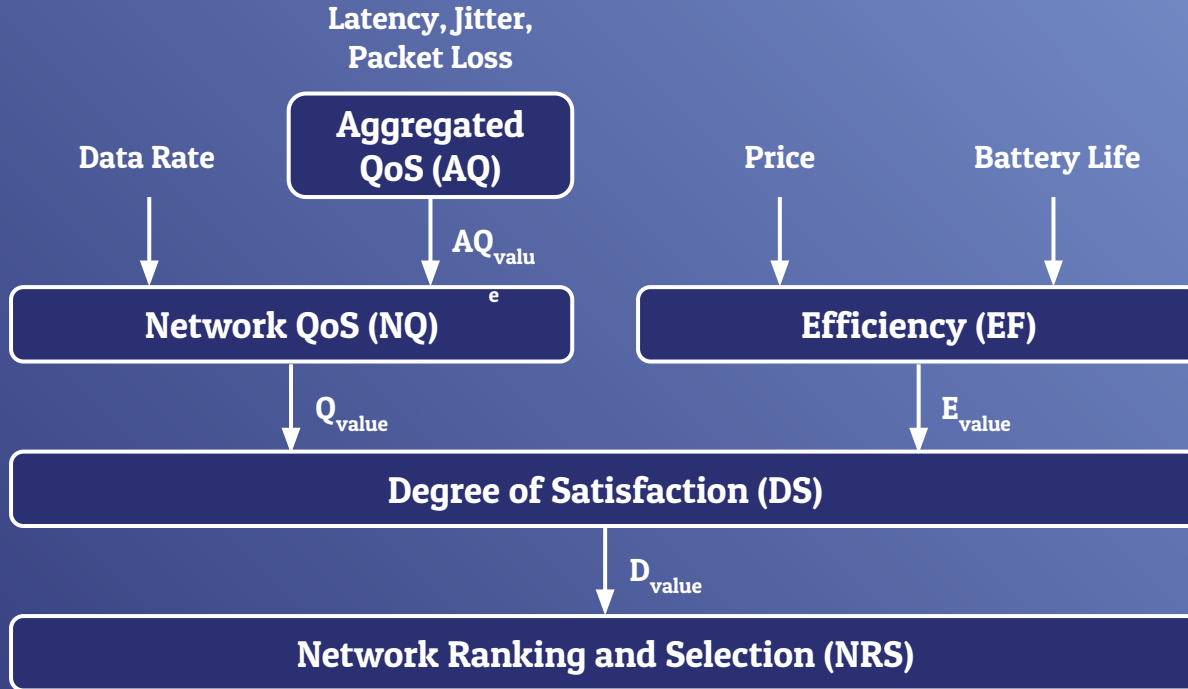 Latency, Jitter,
Packet Loss
Aggregated
QoS (AQ)
Data Rate
Price
Battery Life
AQvalu
e
Network QoS (NQ)
Efficiency (EF)
Qvalue
Evalue
Degree of Satisfaction (DS)
Dvalue
Network Ranking and Selection (NRS)